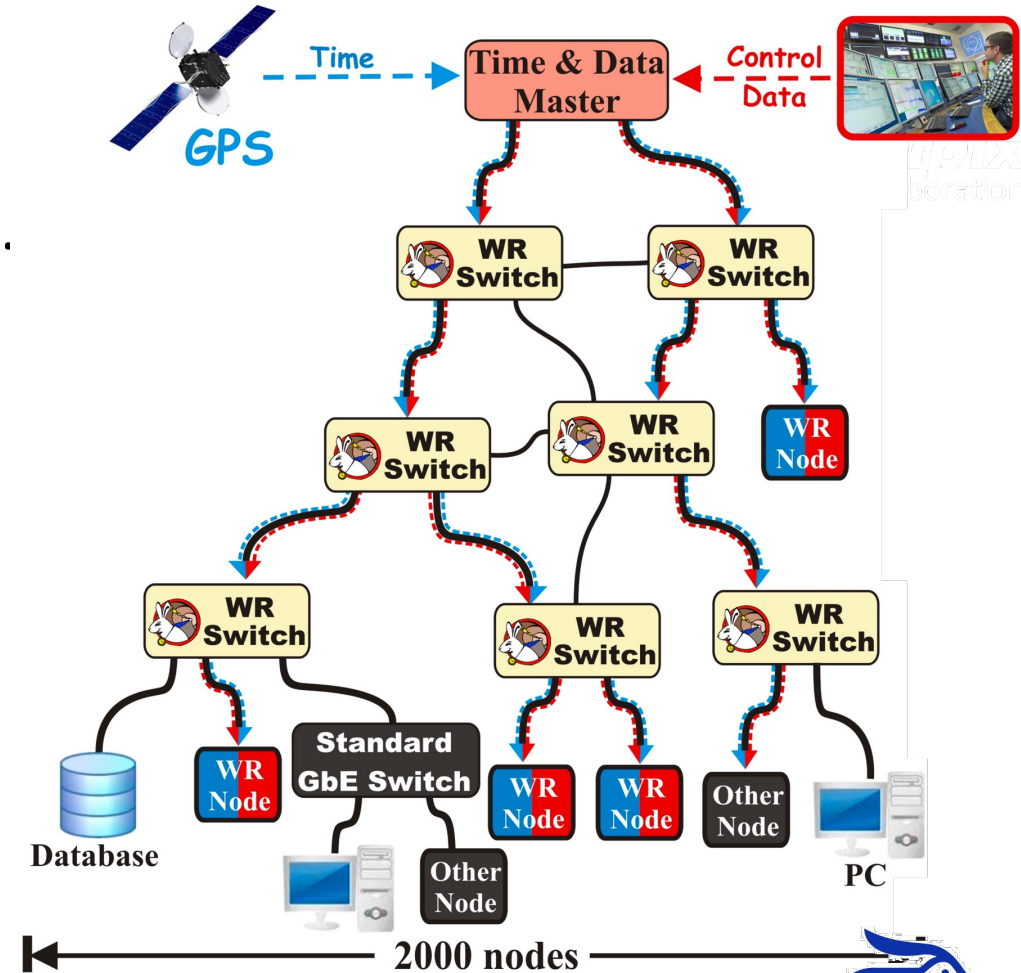 Time
GPS
Time & Data
Master
Control
Data
WR
Switch
WR
Switch
WR
Switch
WR
Switch
WR
Node
WR
Switch
WR
Switch
WR
Switch
Database
WR
Node
Standard
GbE Switch
Other
Node
WR
Node
WR
Node
Other
Node
PC
2000 nodes